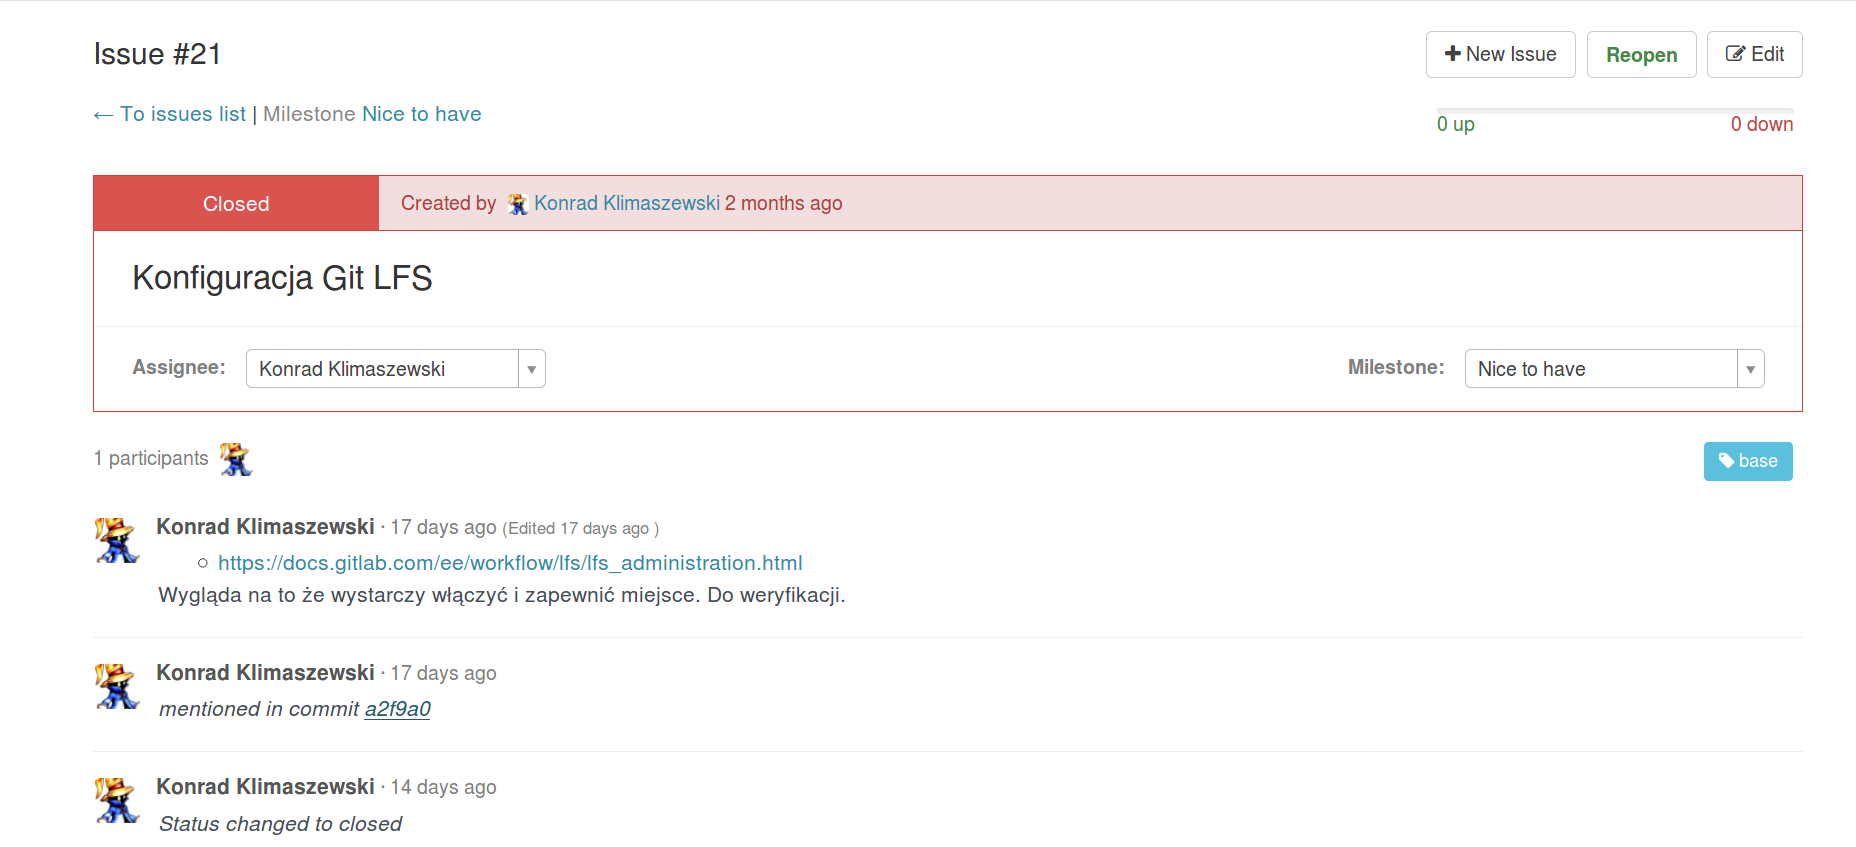 Issue #21
New Issue
Reopen
Edit
← To issues list | Milestone Nice to have
0 up
0 down
Closed
Created by Konrad Klimaszewski 2 months ago
Konfiguracja Git LFS
Assignee: Konrad Klimaszewski
Milestone: Nice to have
1 participants
base
Konrad Klimaszewski · 17 days ago (Edited 17 days ago )
https://docs.gitlab.com/ee/workflow/lfs/lfs_administration.html
Wygląda na to że wystarczy włączyć i zapewnić miejsce. Do weryfikacji.
Konrad Klimaszewski · 17 days ago
mentioned in commit a2f9a0
Konrad Klimaszewski · 14 days ago
Status changed to closed